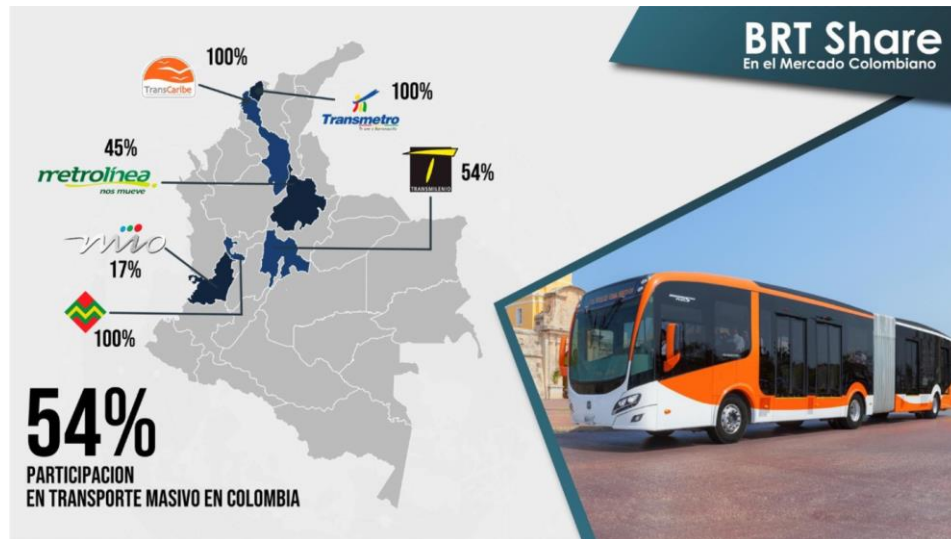 BRT Share
En el Mercado Colombiano
100%
TransCaribe
100%
Transmetro
45%
metrolínea
nos mueve
TRANSMILENIO
54%
mio
17%
100%
54%
PARTICIPACION
EN TRANSPORTE MASIVO EN COLOMBIA